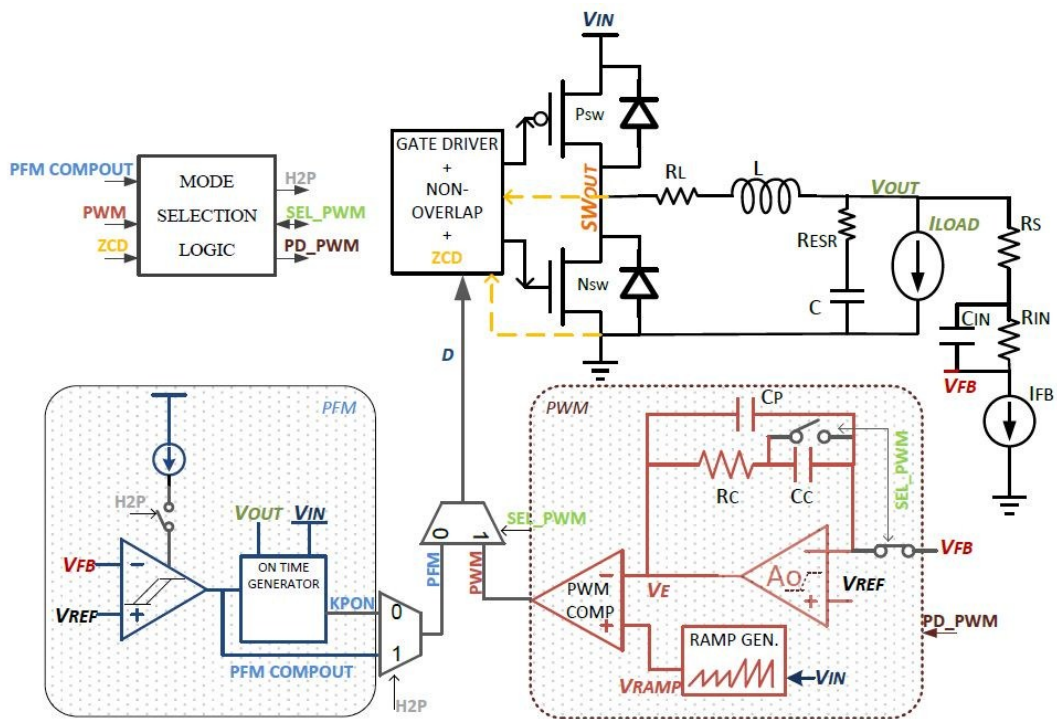 VIN
PSW
GATE DRIVER
+
NON-
OVERLAP
+
ZCD
PFM COMPOUT
PWM
ZCD
MODE
SELECTION
LOGIC
H2P
SEL_PWM
PD_PWM
SWOUT
RL
L
VOUT
RESR
ILOAD
RS
NSW
C
CIN
RIN
VFB
IFB
D
PFM
H2P
VOUT
VIN
VFB
-
VREF
+
ON TIME
GENERATOR
KPON
PFM COMPOUT
0
1
H2P
0
1
SEL_PWM
PFM
PWM
PWM
CP
RC
CC
SEL_PWM
VFB
-
AO
+
VREF
VE
-
PWM
COMP
+
RAMP GEN.
VRAMP
VIN
PD_PWM